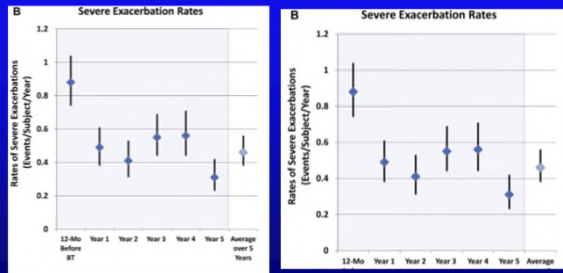 B
Severe Exacerbation Rates
Rates of Severe Exacerbations
(Events/Subject/Year)
1.2
1
0.8
0.6
0.4
0.2
0
12-Mo
Before
BT
Year 1
Year 2
Year 3
Year 4
Year 5
Average
over 5
Years
B
Severe Exacerbation Rates
Rates of Severe Exacerbations
(Events/Subject/Year)
1.2
1
0.8
0.6
0.4
0.2
0
12-Mo
Year 1
Year 2
Year 3
Year 4
Year 5
Average